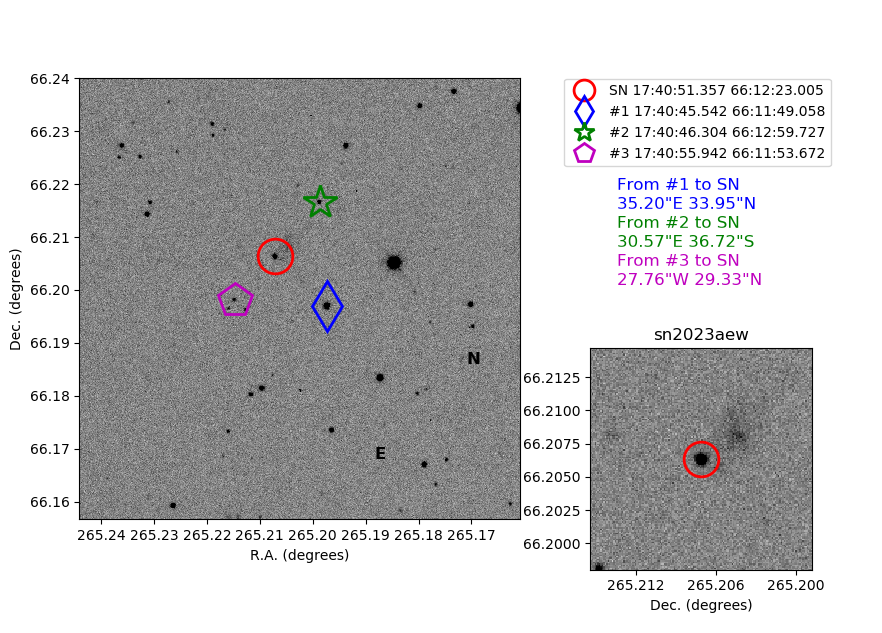 66.24
66.23
66.22
66.21
66.20
66.19
66.18
66.17
66.16
Dec. (degrees)
265.24 265.23 265.22 265.21 265.20 265.19 265.18 265.17
R.A. (degrees)
N
E
SN 17:40:51.357 66:12:23.005
#1 17:40:45.542 66:11:49.058
#2 17:40:46.304 66:12:59.727
#3 17:40:55.942 66:11:53.672
From #1 to SN
35.20"E 33.95"N
From #2 to SN
30.57"E 36.72"S
From #3 to SN
27.76"W 29.33"N
sn2023aew
66.2125
66.2100
66.2075
66.2050
66.2025
66.2000
265.212 265.206 265.200
Dec. (degrees)